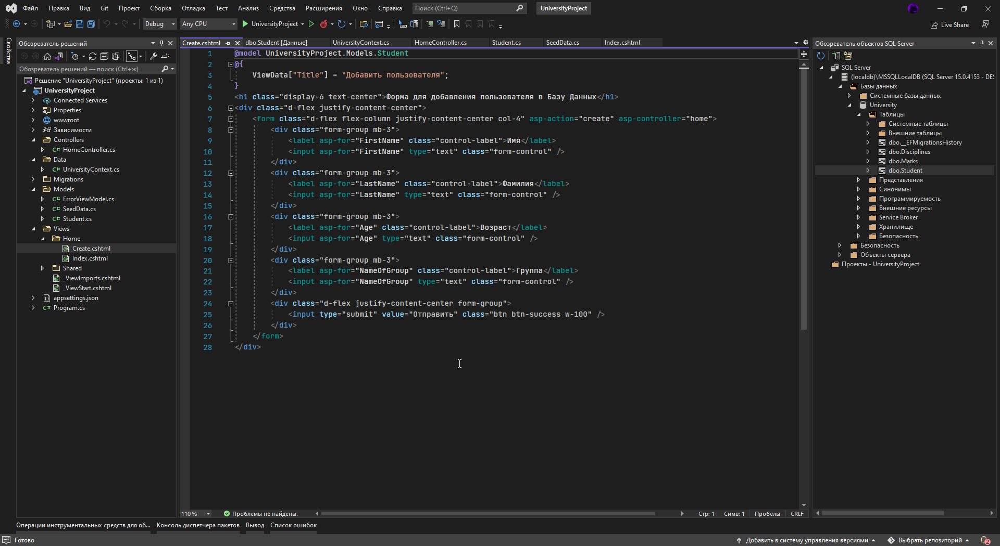 Файл Правка Вид Git Проект Сборка Отладка Тест Анализ Средства Расширения Окно Справка Поиск (Ctrl+Q) UniversityProject
Debug Any CPU UniversityProject Live Share
Свойства
Обозреватель решений
Обозреватель решений — поиск (Ctrl+ж)
Решение "UniversityProject" (проекты: 1 из 1)
UniversityProject
Connected Services
Properties
wwwroot
Зависимости
Controllers
C# HomeController.cs
Data
C# UniversityContext.cs
Migrations
Models
C# ErrorViewModel.cs
C# SeedData.cs
C# Student.cs
Views
Home
Create.cshtml
Index.cshtml
Shared
_ViewImports.cshtml
_ViewStart.cshtml
appsettings.json
C# Program.cs
Create.cshtml dbo.Student [Данные] UniversityContext.cs HomeController.cs Student.cs SeedData.cs Index.cshtml
1 @model UniversityProject.Models.Student
2 @{
3 ViewData["Title"] = "Добавить пользователя";
4 }
5 <h1 class="display-6 text-center">Форма для добавления пользователя в Базу Данных</h1>
6 <div class="d-flex justify-content-center">
7 <form class="d-flex flex-column justify-content-center col-4" asp-action="create" asp-controller="home">
8 <div class="form-group mb-3">
9 <label asp-for="FirstName" class="control-label">Имя</label>
10 <input asp-for="FirstName" type="text" class="form-control" />
11 </div>
12 <div class="form-group mb-3">
13 <label asp-for="LastName" class="control-label">Фамилия</label>
14 <input asp-for="LastName" type="text" class="form-control" />
15 </div>
16 <div class="form-group mb-3">
17 <label asp-for="Age" class="control-label">Возраст</label>
18 <input asp-for="Age" type="text" class="form-control" />
19 </div>
20 <div class="form-group mb-3">
21 <label asp-for="NameOfGroup" class="control-label">Группа</label>
22 <input asp-for="NameOfGroup" type="text" class="form-control" />
23 </div>
24 <div class="d-flex justify-content-center form-group">
25 <input type="submit" value="Отправить" class="btn btn-success w-100" />
26 </div>
27 </form>
28 </div>
110 % Проблемы не найдены. Стр: 1 Симв: 1 Пробелы CRLF
Обозреватель объектов SQL Server
SQL Server
(localdb)\MSSQLLocalDB (SQL Server 15.0.4153 - DES
Базы данных
Системные базы данных
University
Таблицы
Системные таблицы
Внешние таблицы
dbo.__EFMigrationsHistory
dbo.Disciplines
dbo.Marks
dbo.Student
Представления
Синонимы
Программируемость
Внешние ресурсы
Service Broker
Хранилище
Безопасность
Безопасность
Объекты сервера
Проекты - UniversityProject
Операции инструментальных средств для об... Консоль диспетчера пакетов Вывод Список ошибок
Готово Добавить в систему управления версиями Выбрать репозиторий 2